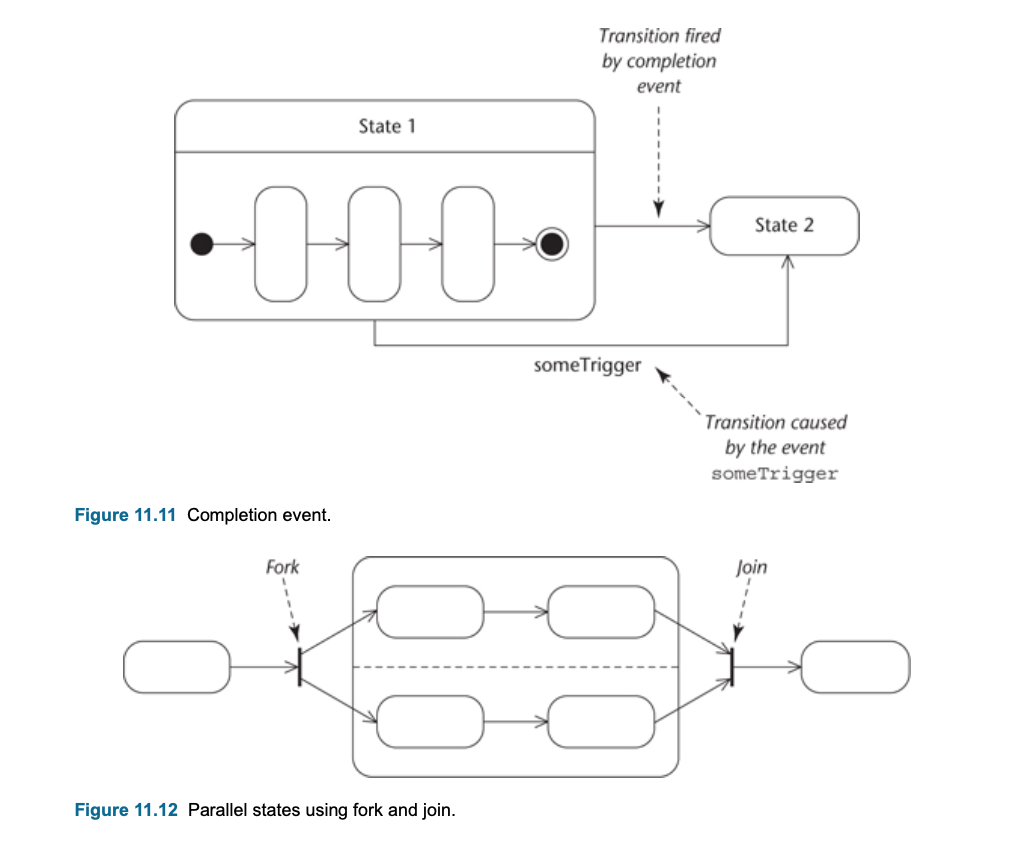 Transition fired
by completion
event
State 1
State 2
someTrigger
Transition caused
by the event
someTrigger
Figure 11.11 Completion event.
Fork
Join
Figure 11.12 Parallel states using fork and join.